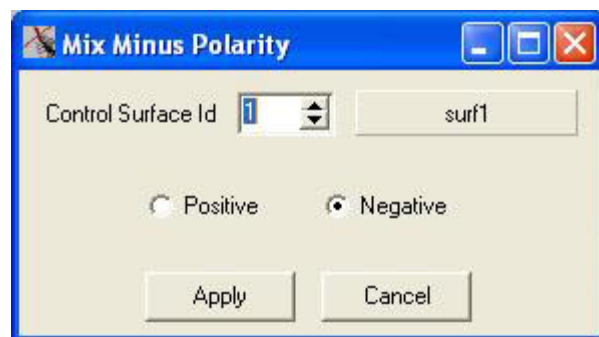 Mix Minus Polarity
Control Surface Id 1 surf1
Positive Negative
Apply Cancel